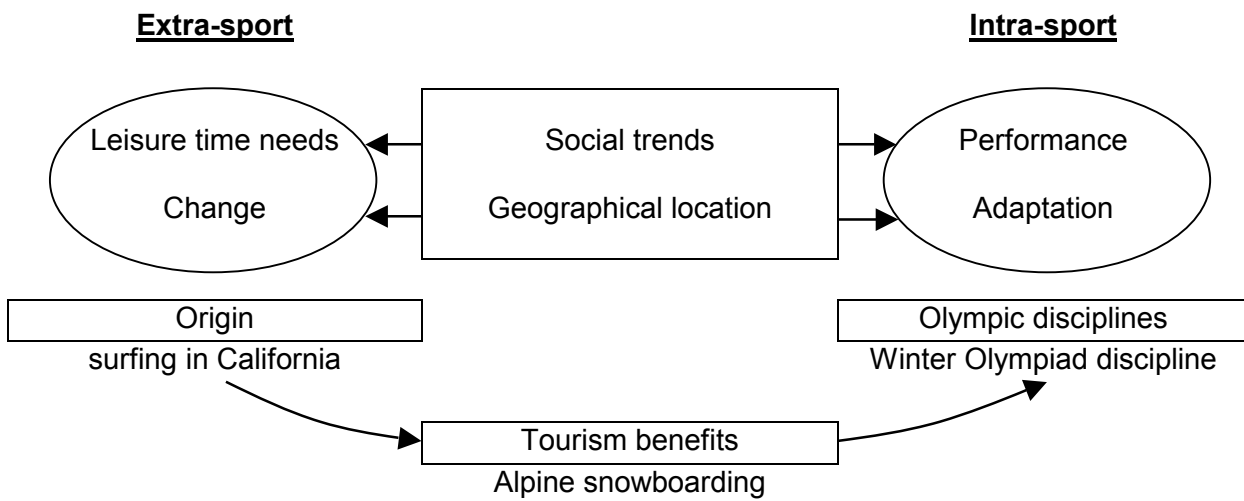 Extra-sport
Intra-sport
Leisure time needs
Social trends
Performance
Change
Geographical location
Adaptation
Origin
Olympic disciplines
surfing in California
Winter Olympiad discipline
Tourism benefits
Alpine snowboarding